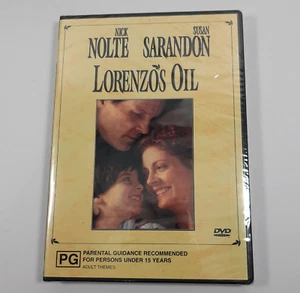 NICK SUSAN
NOLTE SARANDON
LORENZO'S OIL
DVD
PG PARENTAL GUIDANCE RECOMMENDED
FOR PERSONS UNDER 15 YEARS
ADULT THEMES